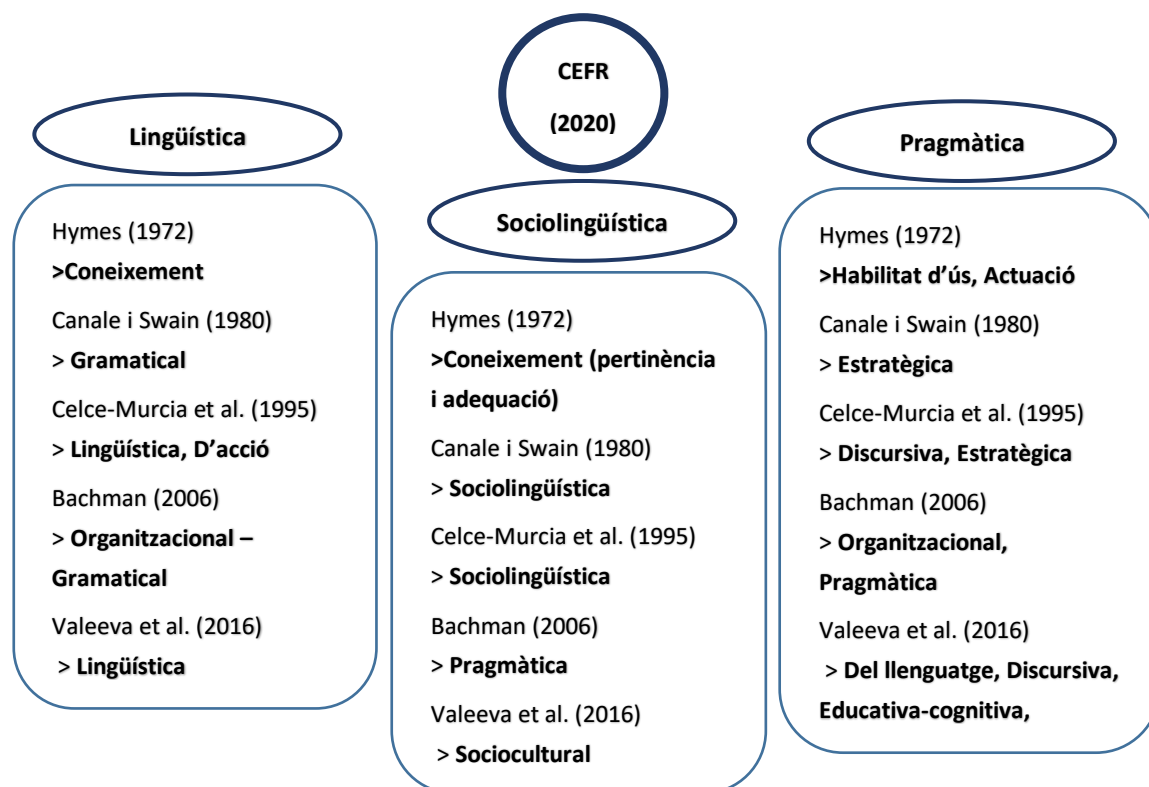 CEFR
(2020)
Lingüística
Hymes (1972)
>Coneixement
Canale i Swain (1980)
> Gramatical
Celce-Murcia et al. (1995)
> Lingüística, D’acció
Bachman (2006)
> Organitzacional –
Gramatical
Valeeva et al. (2016)
> Lingüística
Sociolingüística
Hymes (1972)
>Coneixement (pertinència
i adequació)
Canale i Swain (1980)
> Sociolingüística
Celce-Murcia et al. (1995)
> Sociolingüística
Bachman (2006)
> Pragmàtica
Valeeva et al. (2016)
> Sociocultural
Pragmàtica
Hymes (1972)
>Habilitat d’ús, Actuació
Canale i Swain (1980)
> Estratègica
Celce-Murcia et al. (1995)
> Discursiva, Estratègica
Bachman (2006)
> Organitzacional,
Pragmàtica
Valeeva et al. (2016)
> Del llenguatge, Discursiva,
Educativa-cognitiva,